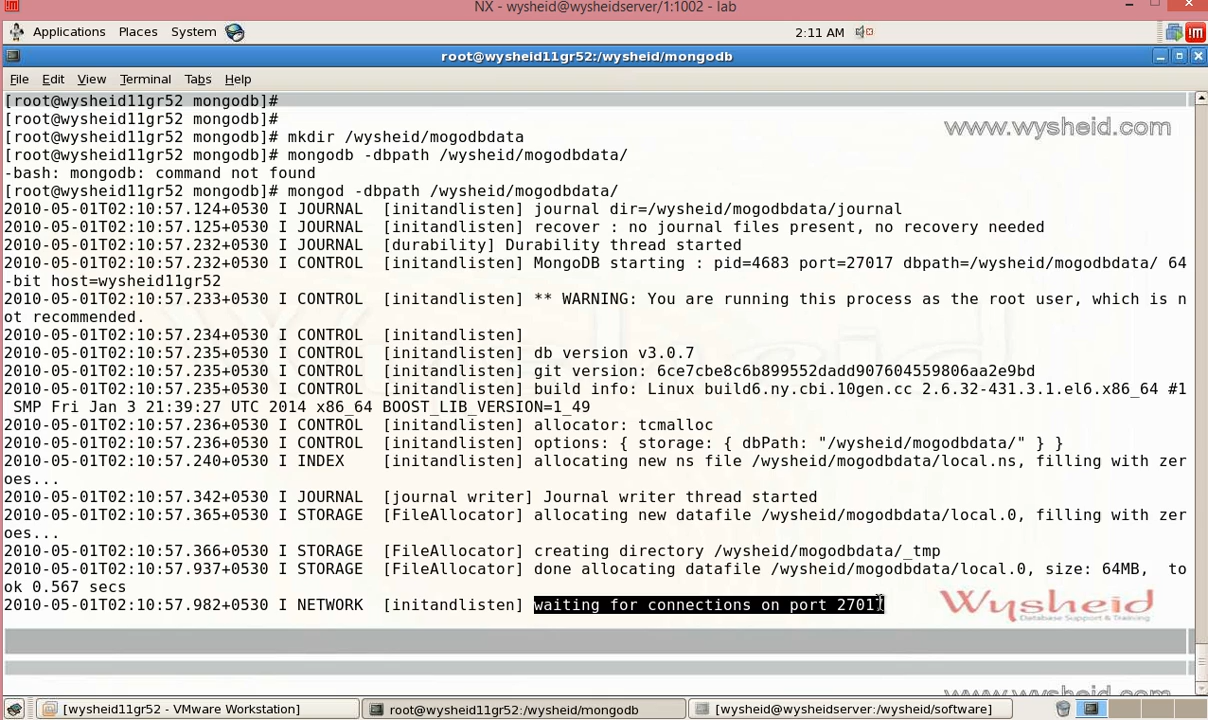 NX - wysheid@wysheidserver/1:1002 - lab
Applications Places System 2:11 AM
root@wysheid11gr52:/wysheid/mongodb
File Edit View Terminal Tabs Help
[root@wysheid11gr52 mongodb]#
[root@wysheid11gr52 mongodb]#
www.wysheid.com
[root@wysheid11gr52 mongodb]# mkdir /wysheid/mogodbdata
[root@wysheid11gr52 mongodb]# mongodb -dbpath /wysheid/mogodbdata/
-bash: mongodb: command not found
[root@wysheid11gr52 mongodb]# mongod -dbpath /wysheid/mogodbdata/
2010-05-01T02:10:57.124+0530 I JOURNAL  [initandlisten] journal dir=/wysheid/mogodbdata/journal
2010-05-01T02:10:57.125+0530 I JOURNAL  [initandlisten] recover : no journal files present, no recovery needed
2010-05-01T02:10:57.232+0530 I JOURNAL  [durability] Durability thread started
2010-05-01T02:10:57.232+0530 I CONTROL  [initandlisten] MongoDB starting : pid=4683 port=27017 dbpath=/wysheid/mogodbdata/ 64
-bit host=wysheid11gr52
2010-05-01T02:10:57.233+0530 I CONTROL  [initandlisten] ** WARNING: You are running this process as the root user, which is n
ot recommended.
2010-05-01T02:10:57.234+0530 I CONTROL  [initandlisten]
2010-05-01T02:10:57.235+0530 I CONTROL  [initandlisten] db version v3.0.7
2010-05-01T02:10:57.235+0530 I CONTROL  [initandlisten] git version: 6ce7cbe8c6b899552dadd907604559806aa2e9bd
2010-05-01T02:10:57.235+0530 I CONTROL  [initandlisten] build info: Linux build6.ny.cbi.10gen.cc 2.6.32-431.3.1.el6.x86_64 #1
 SMP Fri Jan 3 21:39:27 UTC 2014 x86_64 BOOST_LIB_VERSION=1_49
2010-05-01T02:10:57.236+0530 I CONTROL  [initandlisten] allocator: tcmalloc
2010-05-01T02:10:57.236+0530 I CONTROL  [initandlisten] options: { storage: { dbPath: "/wysheid/mogodbdata/" } }
2010-05-01T02:10:57.240+0530 I INDEX    [initandlisten] allocating new ns file /wysheid/mogodbdata/local.ns, filling with zer
oes...
2010-05-01T02:10:57.342+0530 I JOURNAL  [journal writer] Journal writer thread started
2010-05-01T02:10:57.365+0530 I STORAGE  [FileAllocator] allocating new datafile /wysheid/mogodbdata/local.0, filling with zer
oes...
2010-05-01T02:10:57.366+0530 I STORAGE  [FileAllocator] creating directory /wysheid/mogodbdata/_tmp
2010-05-01T02:10:57.937+0530 I STORAGE  [FileAllocator] done allocating datafile /wysheid/mogodbdata/local.0, size: 64MB,  to
ok 0.567 secs
2010-05-01T02:10:57.982+0530 I NETWORK  [initandlisten] waiting for connections on port 27017
Wysheid
Database Support & Training
www.wysheid.com
[wysheid11gr52 - VMware Workstation] root@wysheid11gr52:/wysheid/mongodb [wysheid@wysheidserver:/wysheid/software]